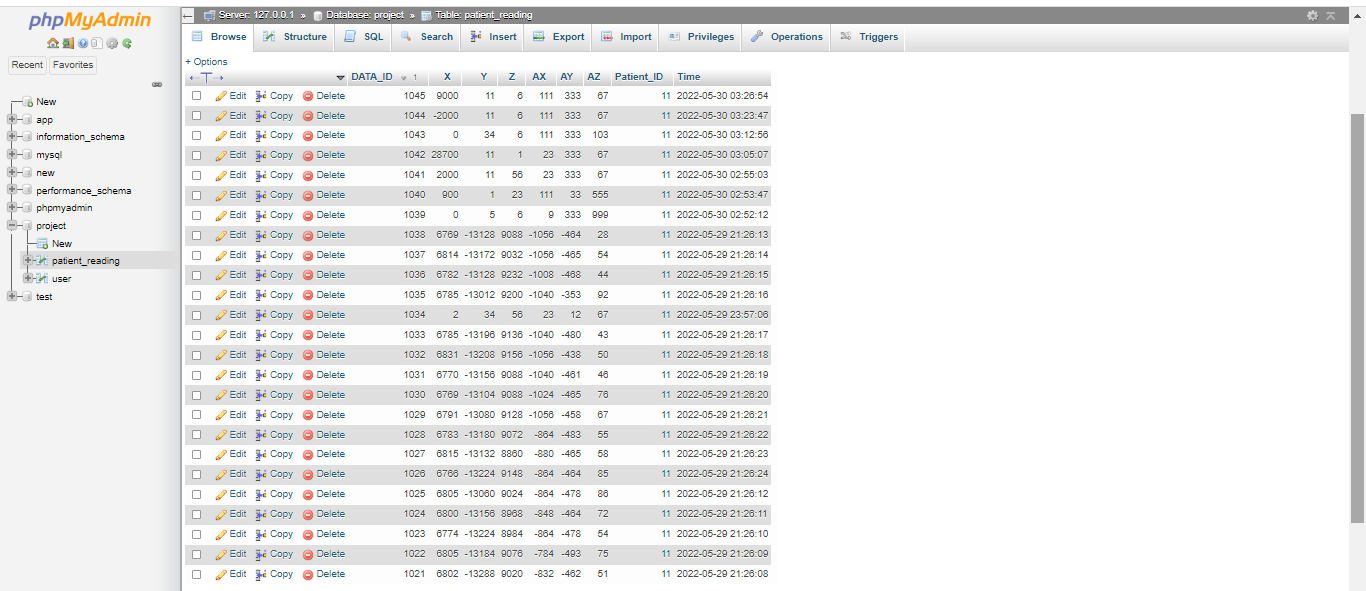 phpMyAdmin
Recent Favorites
New
app
information_schema
mysql
new
performance_schema
phpmyadmin
project
New
patient_reading
user
test
Server: 127.0.0.1 » Database: project » Table: patient_reading
Browse Structure SQL Search Insert Export Import Privileges Operations Triggers
+ Options
DATA_ID 1 X Y Z AX AY AZ Patient_ID Time
Edit Copy Delete 1045 9000 11 6 111 333 67 11 2022-05-30 03:26:54
Edit Copy Delete 1044 -2000 11 6 111 333 67 11 2022-05-30 03:23:47
Edit Copy Delete 1043 0 34 6 111 333 103 11 2022-05-30 03:12:56
Edit Copy Delete 1042 28700 11 1 23 333 67 11 2022-05-30 03:05:07
Edit Copy Delete 1041 2000 11 56 23 333 67 11 2022-05-30 02:55:03
Edit Copy Delete 1040 900 1 23 111 33 555 11 2022-05-30 02:53:47
Edit Copy Delete 1039 0 5 6 9 333 999 11 2022-05-30 02:52:12
Edit Copy Delete 1038 6769 -13128 9088 -1056 -464 28 11 2022-05-29 21:26:13
Edit Copy Delete 1037 6814 -13172 9032 -1056 -465 54 11 2022-05-29 21:26:14
Edit Copy Delete 1036 6782 -13128 9232 -1008 -468 44 11 2022-05-29 21:26:15
Edit Copy Delete 1035 6785 -13012 9200 -1040 -353 92 11 2022-05-29 21:26:16
Edit Copy Delete 1034 2 34 56 23 12 67 11 2022-05-29 23:57:06
Edit Copy Delete 1033 6785 -13196 9136 -1040 -480 43 11 2022-05-29 21:26:17
Edit Copy Delete 1032 6831 -13208 9156 -1056 -438 50 11 2022-05-29 21:26:18
Edit Copy Delete 1031 6770 -13156 9088 -1040 -461 46 11 2022-05-29 21:26:19
Edit Copy Delete 1030 6769 -13104 9088 -1024 -465 76 11 2022-05-29 21:26:20
Edit Copy Delete 1029 6791 -13080 9128 -1056 -458 67 11 2022-05-29 21:26:21
Edit Copy Delete 1028 6783 -13180 9072 -864 -483 55 11 2022-05-29 21:26:22
Edit Copy Delete 1027 6815 -13132 8860 -880 -465 58 11 2022-05-29 21:26:23
Edit Copy Delete 1026 6766 -13224 9148 -864 -464 85 11 2022-05-29 21:26:24
Edit Copy Delete 1025 6805 -13060 9024 -864 -478 86 11 2022-05-29 21:26:12
Edit Copy Delete 1024 6800 -13156 8968 -848 -464 72 11 2022-05-29 21:26:11
Edit Copy Delete 1023 6774 -13224 8984 -864 -478 54 11 2022-05-29 21:26:10
Edit Copy Delete 1022 6805 -13184 9076 -784 -493 75 11 2022-05-29 21:26:09
Edit Copy Delete 1021 6802 -13288 9020 -832 -462 51 11 2022-05-29 21:26:08